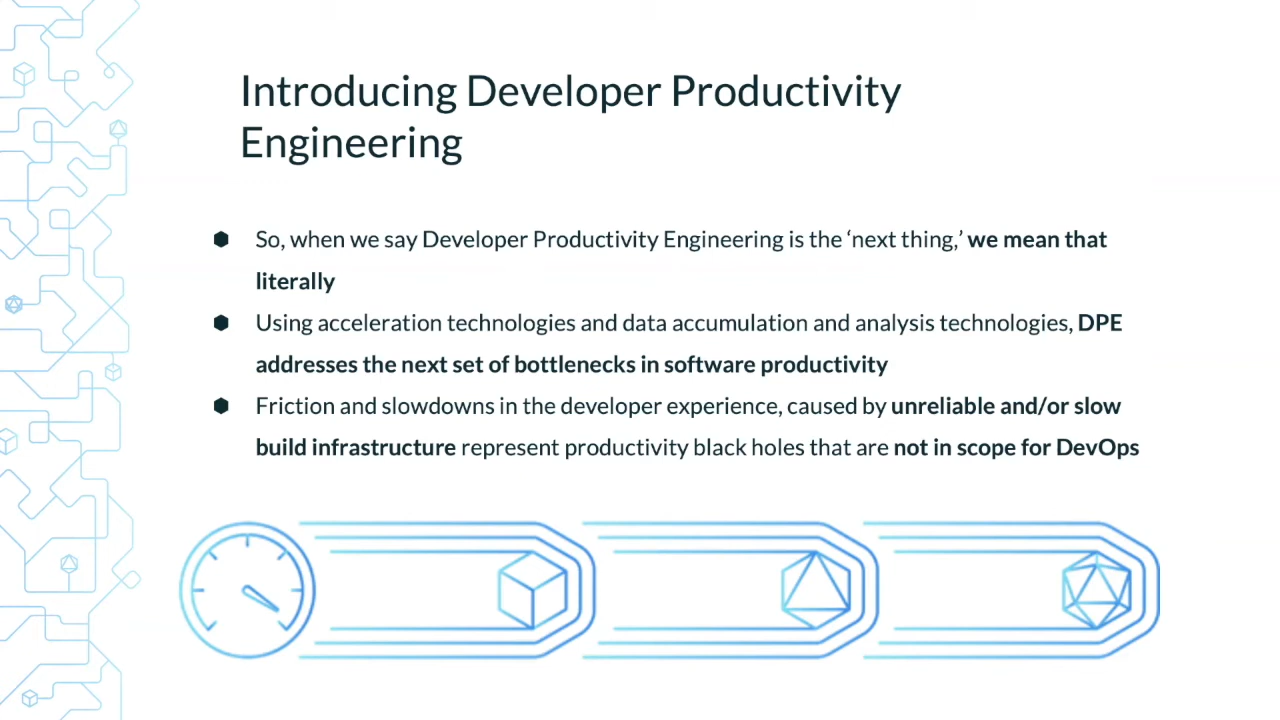 Introducing Developer Productivity
Engineering
So, when we say Developer Productivity Engineering is the ‘next thing,’ we mean that
literally
Using acceleration technologies and data accumulation and analysis technologies, DPE
addresses the next set of bottlenecks in software productivity
Friction and slowdowns in the developer experience, caused by unreliable and/or slow
build infrastructure represent productivity black holes that are not in scope for DevOps